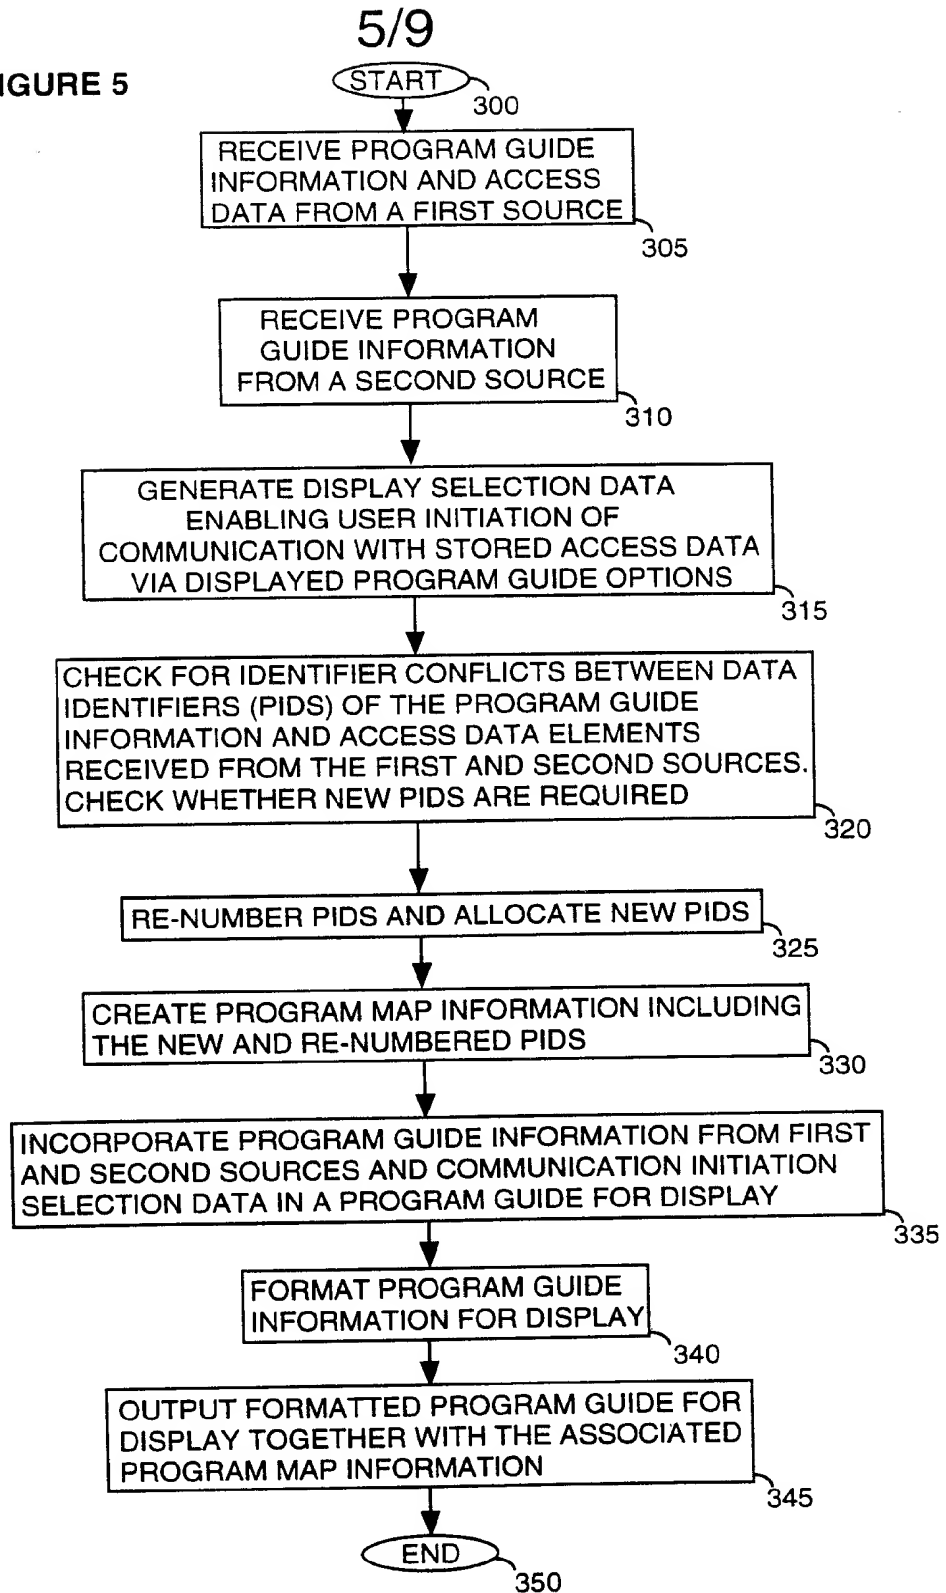 5/9
IGURE 5
START
300
RECEIVE PROGRAM GUIDE
INFORMATION AND ACCESS
DATA FROM A FIRST SOURCE
305
RECEIVE PROGRAM
GUIDE INFORMATION
FROM A SECOND SOURCE
310
GENERATE DISPLAY SELECTION DATA
ENABLING USER INITIATION OF
COMMUNICATION WITH STORED ACCESS DATA
VIA DISPLAYED PROGRAM GUIDE OPTIONS
315
CHECK FOR IDENTIFIER CONFLICTS BETWEEN DATA
IDENTIFIERS (PIDS) OF THE PROGRAM GUIDE
INFORMATION AND ACCESS DATA ELEMENTS
RECEIVED FROM THE FIRST AND SECOND SOURCES.
CHECK WHETHER NEW PIDS ARE REQUIRED
320
RE-NUMBER PIDS AND ALLOCATE NEW PIDS
325
CREATE PROGRAM MAP INFORMATION INCLUDING
THE NEW AND RE-NUMBERED PIDS
330
INCORPORATE PROGRAM GUIDE INFORMATION FROM FIRST
AND SECOND SOURCES AND COMMUNICATION INITIATION
SELECTION DATA IN A PROGRAM GUIDE FOR DISPLAY
335
FORMAT PROGRAM GUIDE
INFORMATION FOR DISPLAY
340
OUTPUT FORMATTED PROGRAM GUIDE FOR
DISPLAY TOGETHER WITH THE ASSOCIATED
PROGRAM MAP INFORMATION
345
END
350